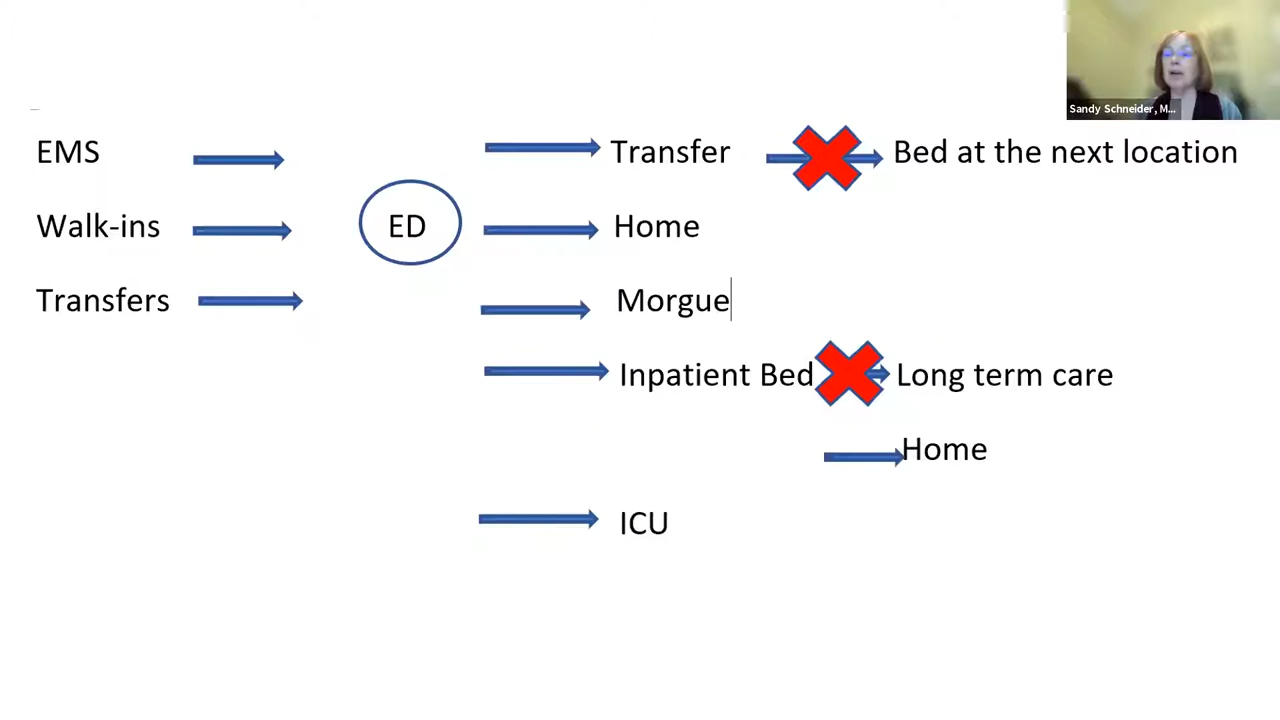 Sandy Schneider, M...
EMS
Transfer
Bed at the next location
Walk-ins
ED
Home
Transfers
Morgue
Inpatient Bed
Long term care
Home
ICU